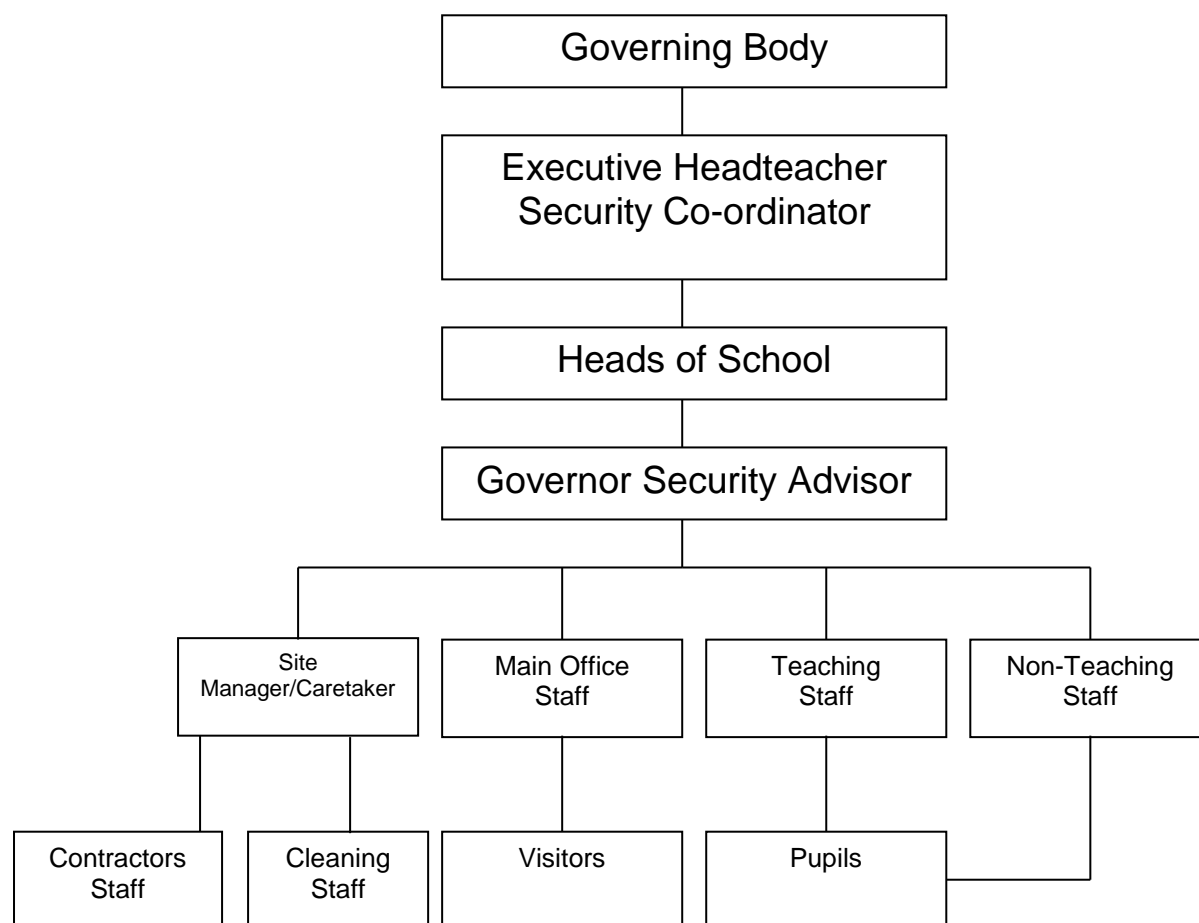 Governing Body
Executive Headteacher
Security Co-ordinator
Heads of School
Governor Security Advisor
Site
Manager/Caretaker
Main Office
Staff
Teaching
Staff
Non-Teaching
Staff
Contractors
Staff
Cleaning
Staff
Visitors
Pupils